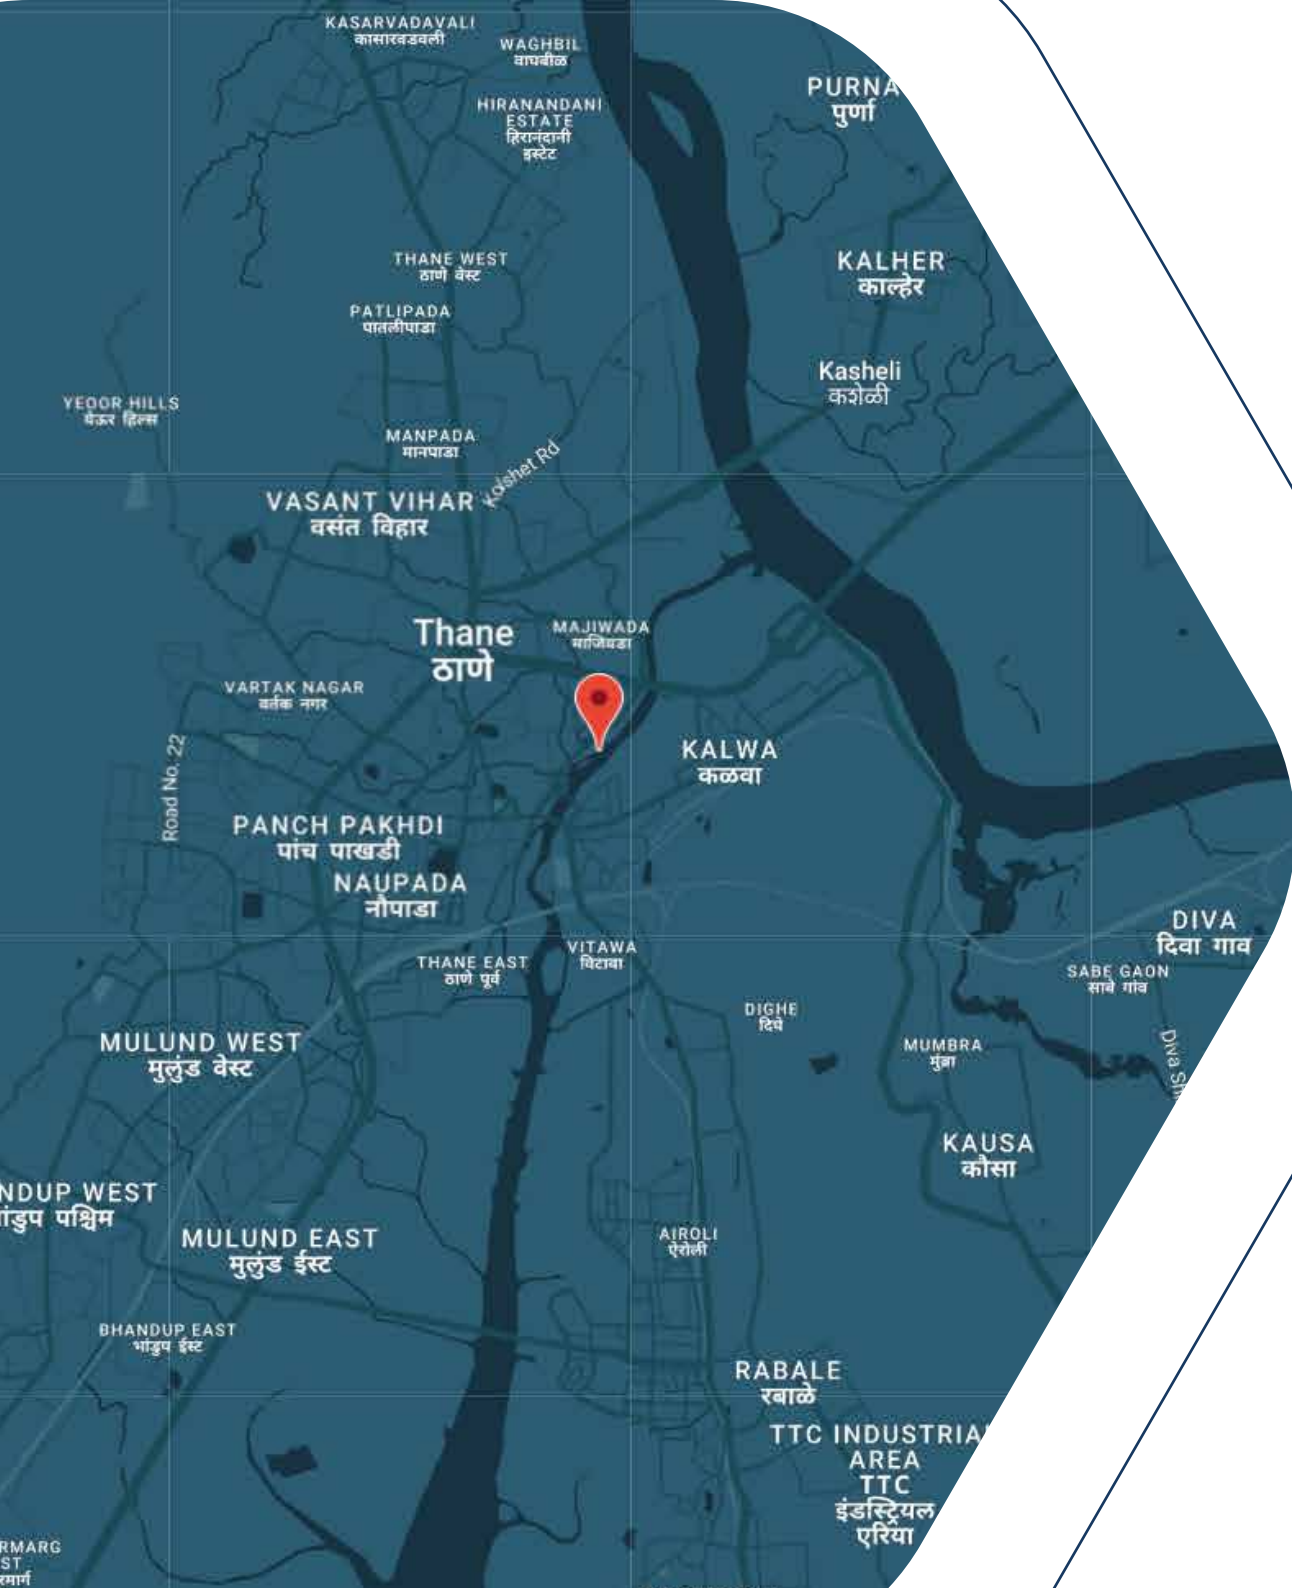 KASARVADAVALI
कासारवडवली
WAGHBIL
वाघबीळ
PURNA
पुर्णा
HIRANANDANI
ESTATE
हिरानंदानी
इस्टेट
THANE WEST
ठाणे वेस्ट
KALHER
काल्हेर
PATLIPADA
पातलीपाडा
Kasheli
कशेळी
YEOOR HILLS
येऊर हिल्स
MANPADA
मानपाडा
Kolshet Rd
VASANT VIHAR
वसंत विहार
Thane
ठाणे
MAJIWADA
माजिवडा
VARTAK NAGAR
वर्तक नगर
Road No. 22
KALWA
कळवा
PANCH PAKHDI
पांच पाखडी
NAUPADA
नौपाडा
DIVA
दिवा गाव
VITAWA
विटावा
THANE EAST
ठाणे पूर्व
SABE GAON
साबे गांव
DIGHE
दिघे
MULUND WEST
मुलुंड वेस्ट
MUMBRA
मुंब्रा
Diva Sh
KAUSA
कौसा
NDUP WEST
ांडुप पश्चिम
MULUND EAST
मुलुंड ईस्ट
AIROLI
ऐरोली
BHANDUP EAST
भांडुप ईस्ट
RABALE
रबाळे
TTC INDUSTRIA
AREA
TTC
इंडस्ट्रियल
एरिया
RMARG
ST
रमार्ग